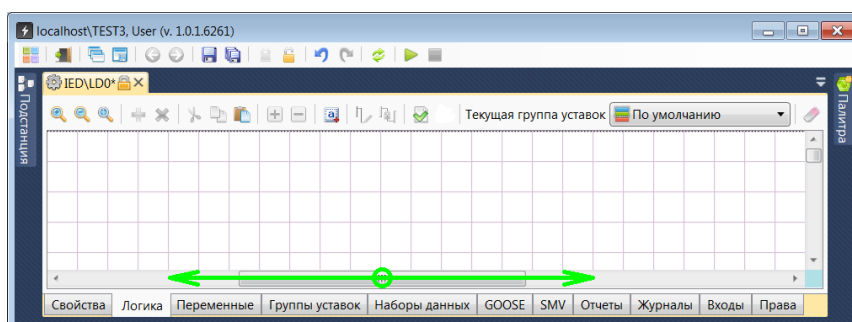 localhost\TEST3, User (v. 1.0.1.6261)
IED\LD0*
Подстанция
Палитра
a
Текущая группа уставок По умолчанию
Свойства Логика Переменные Группы уставок Наборы данных GOOSE SMV Отчеты Журналы Входы Права